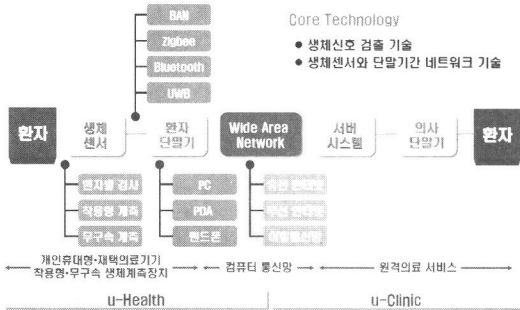 BAN
Zigbee
Bluetooth
UWB
Core Technology
● 생체신호 검출 기술
● 생체센서와 단말기간 네트워크 기술
환자
생체
센서
환자
단말기
Wide Area
Network
서버
시스템
의사
단말기
환자
착용형 계측
무구속 계측
PC
PDA
핸드폰
개인휴대형·재택의료기기
착용형·무구속 생체계측장치
컴퓨터 통신망
원격의료 서비스
u-Health
u-Clinic